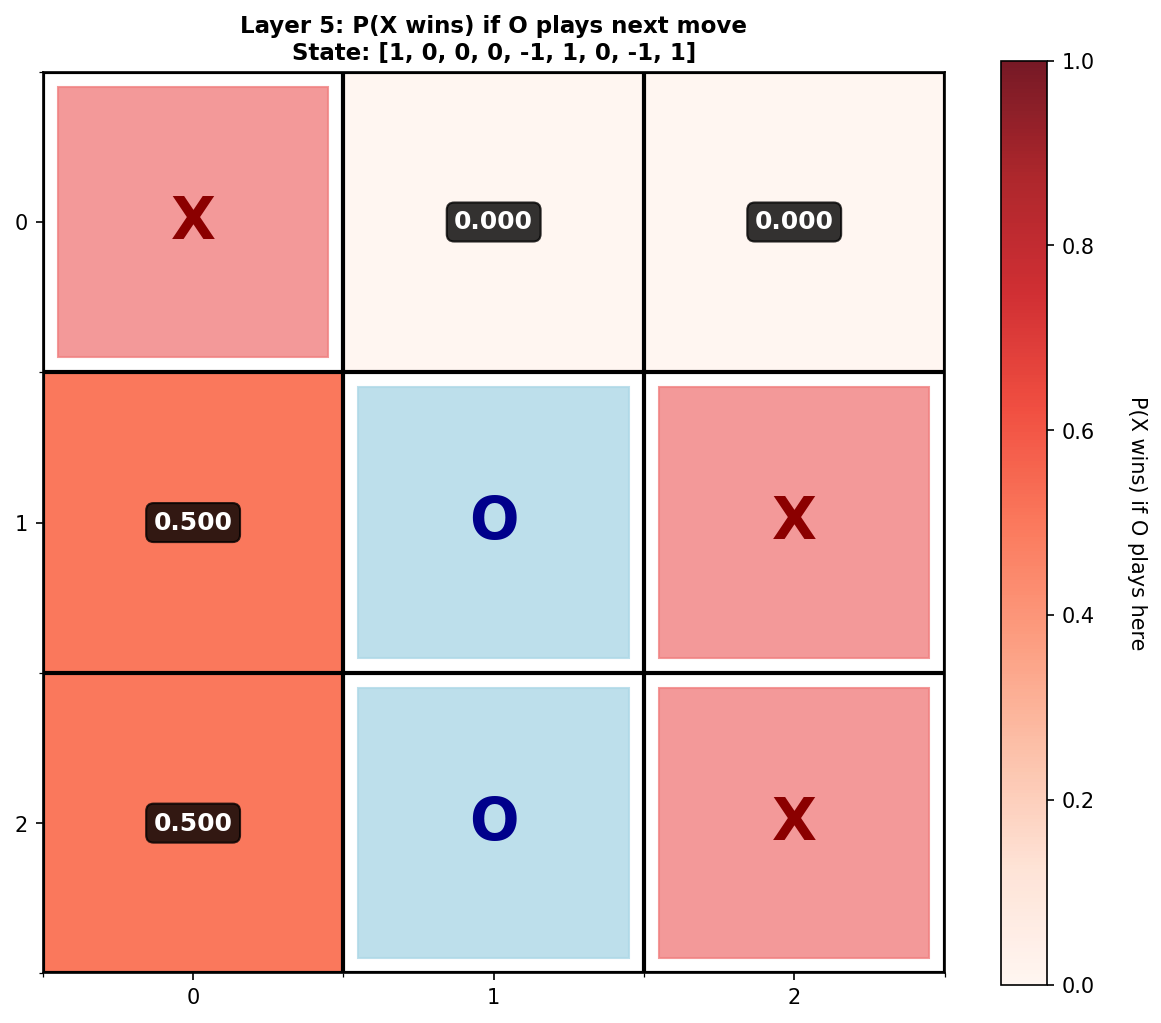 Layer 5: P(X wins) if O plays next move
State: [1, 0, 0, 0, -1, 1, 0, -1, 1]
0
X
0.000
0.000
1
0.500
O
X
2
0.500
O
X
0
1
2
1.0
0.8
0.6
0.4
0.2
0.0
P(X wins) if O plays here